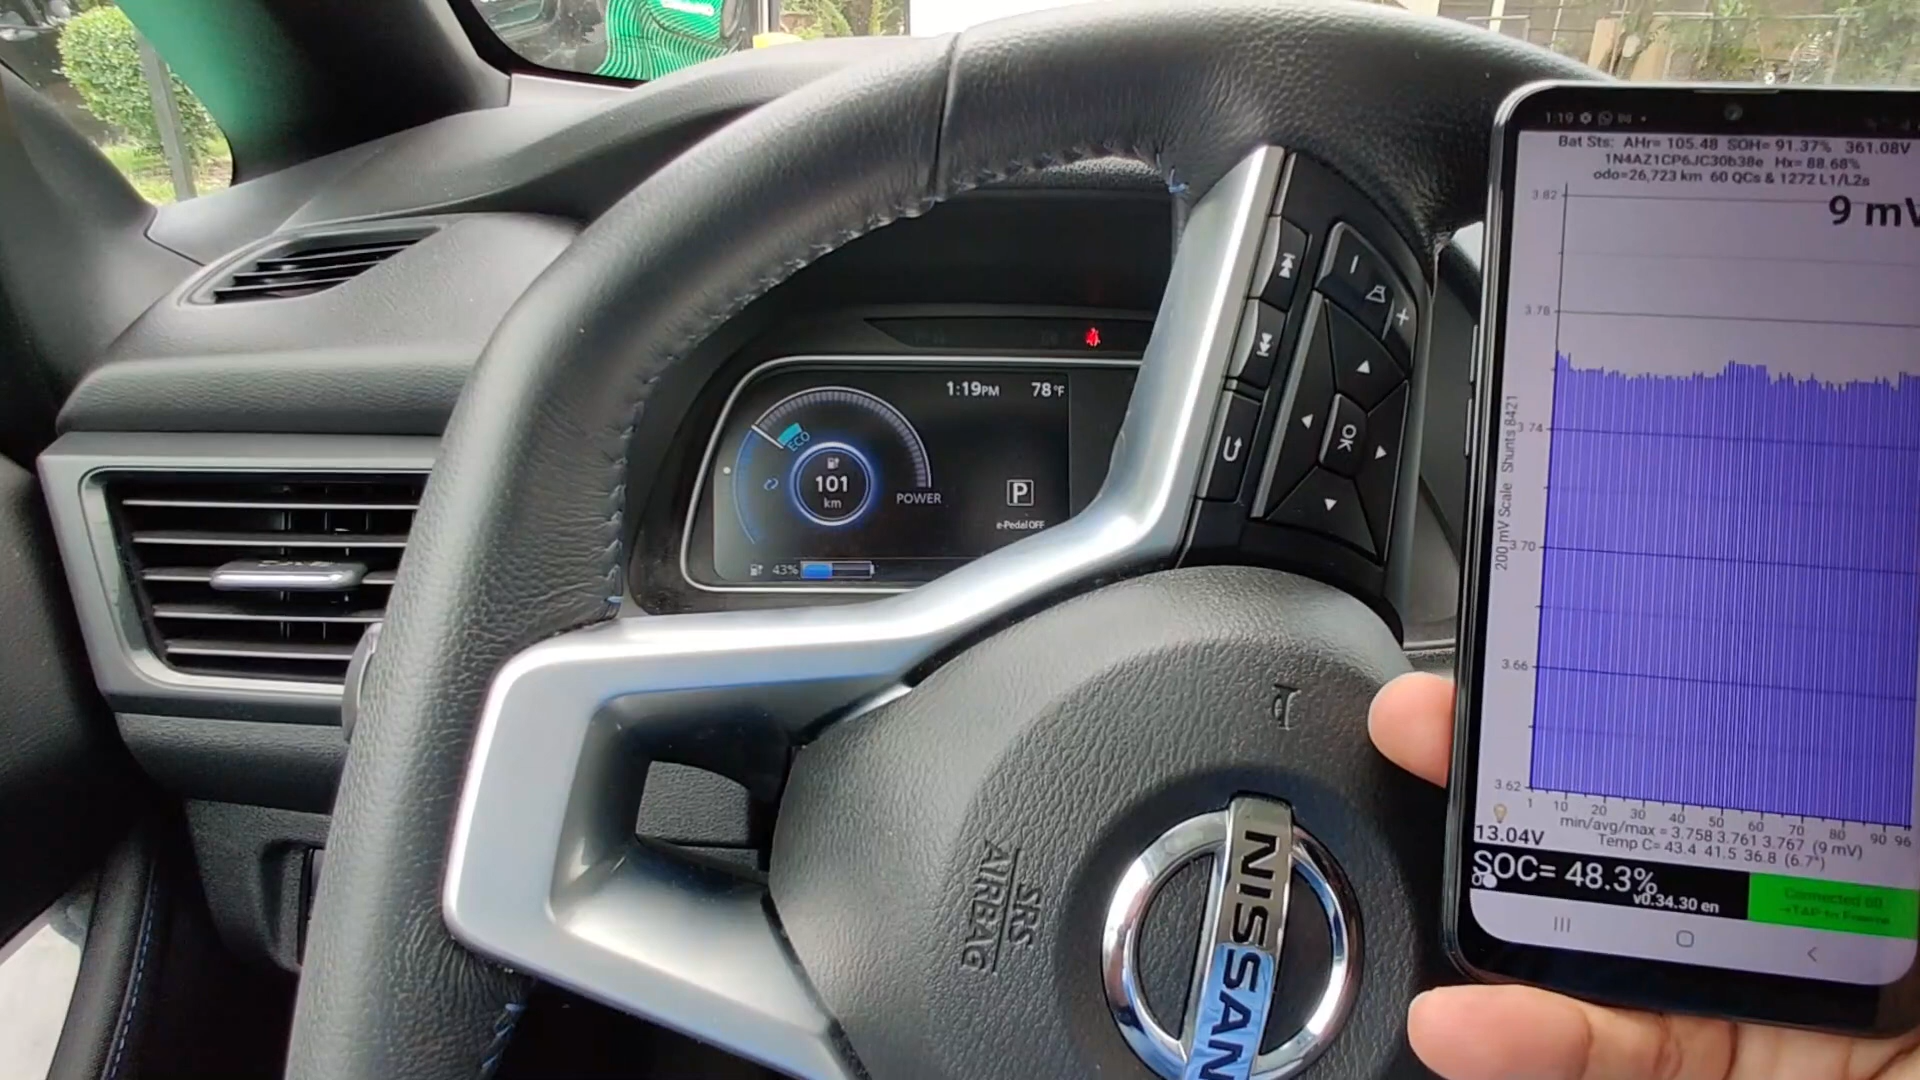 1:19PM 78°F
ECO
101
km
POWER
P
e-Pedal OFF
43%
OK
SRS
AIRBAG
NISSAN
1:19
Bat Sts: AHr= 105.48 SOH= 91.37% 361.08V
1N4AZ1CP6JC30b38e Hx= 88.68%
odo=26,723 km 60 QCs & 1272 L1/L2s
9 mV
3.82
3.78
3.74
3.70
3.66
3.62
200 mV Scale Shunts 8421
1 10 20 30 40 50 60 70 80 90 96
min/avg/max = 3.758 3.761 3.767 (9 mV)
Temp C= 43.4 41.5 36.8 (6.7°)
13.04V
SOC= 48.3%
v0.34.30 en